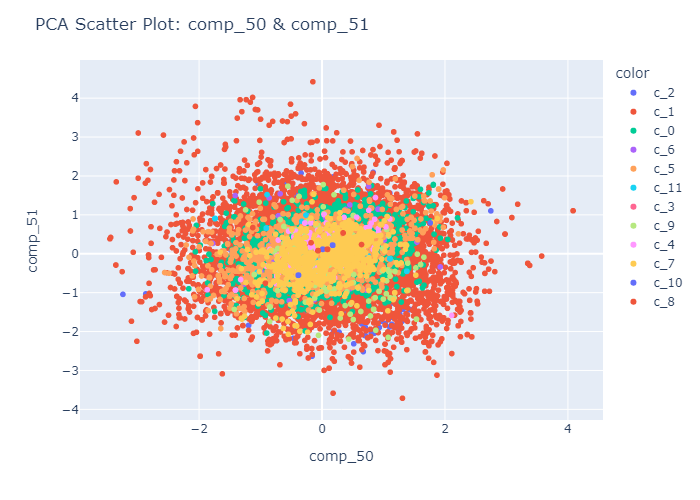 PCA Scatter Plot: comp_50 & comp_51
color
c_2
c_1
c_0
c_6
c_5
c_11
c_3
c_9
c_4
c_7
c_10
c_8
comp_51
4
3
2
1
0
−1
−2
−3
−4
−2
0
2
4
comp_50